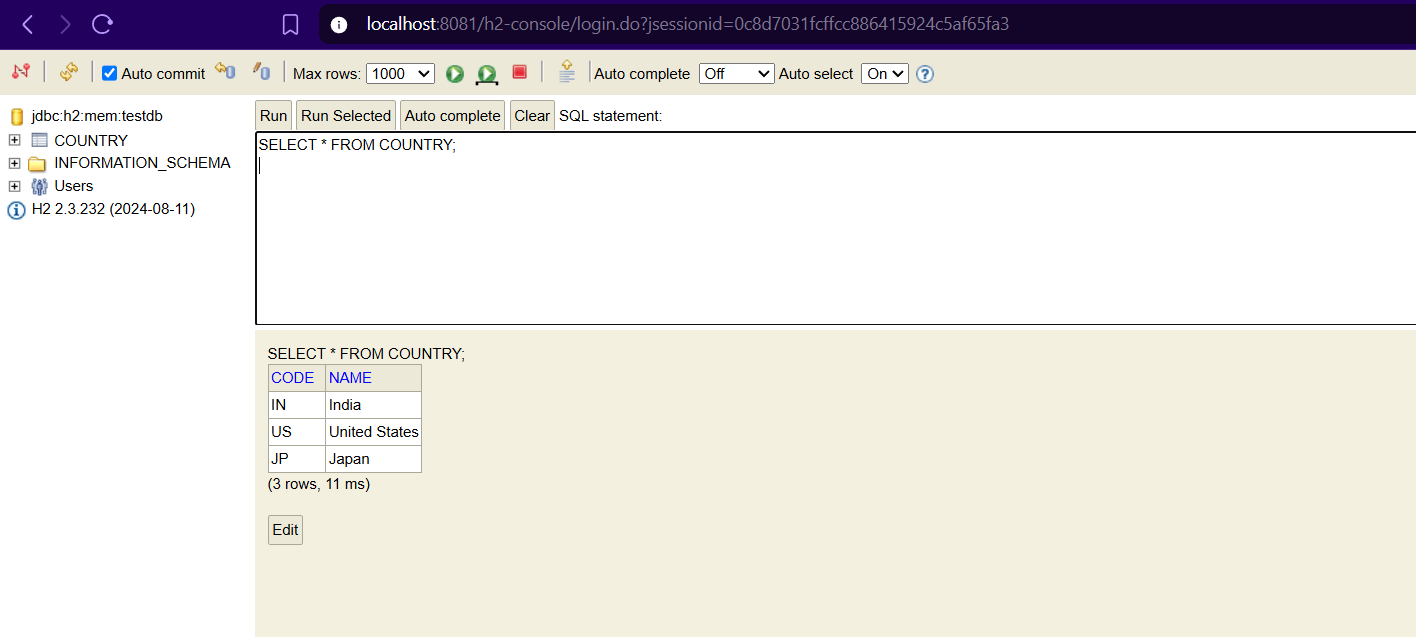 localhost:8081/h2-console/login.do?jsessionid=0c8d7031fcffcc886415924c5af65fa3
Auto commit Max rows: 1000 Auto complete Off Auto select On
jdbc:h2:mem:testdb
COUNTRY
INFORMATION_SCHEMA
Users
H2 2.3.232 (2024-08-11)
Run Run Selected Auto complete Clear SQL statement:
SELECT * FROM COUNTRY;
SELECT * FROM COUNTRY;
CODE NAME
IN India
US United States
JP Japan
(3 rows, 11 ms)
Edit